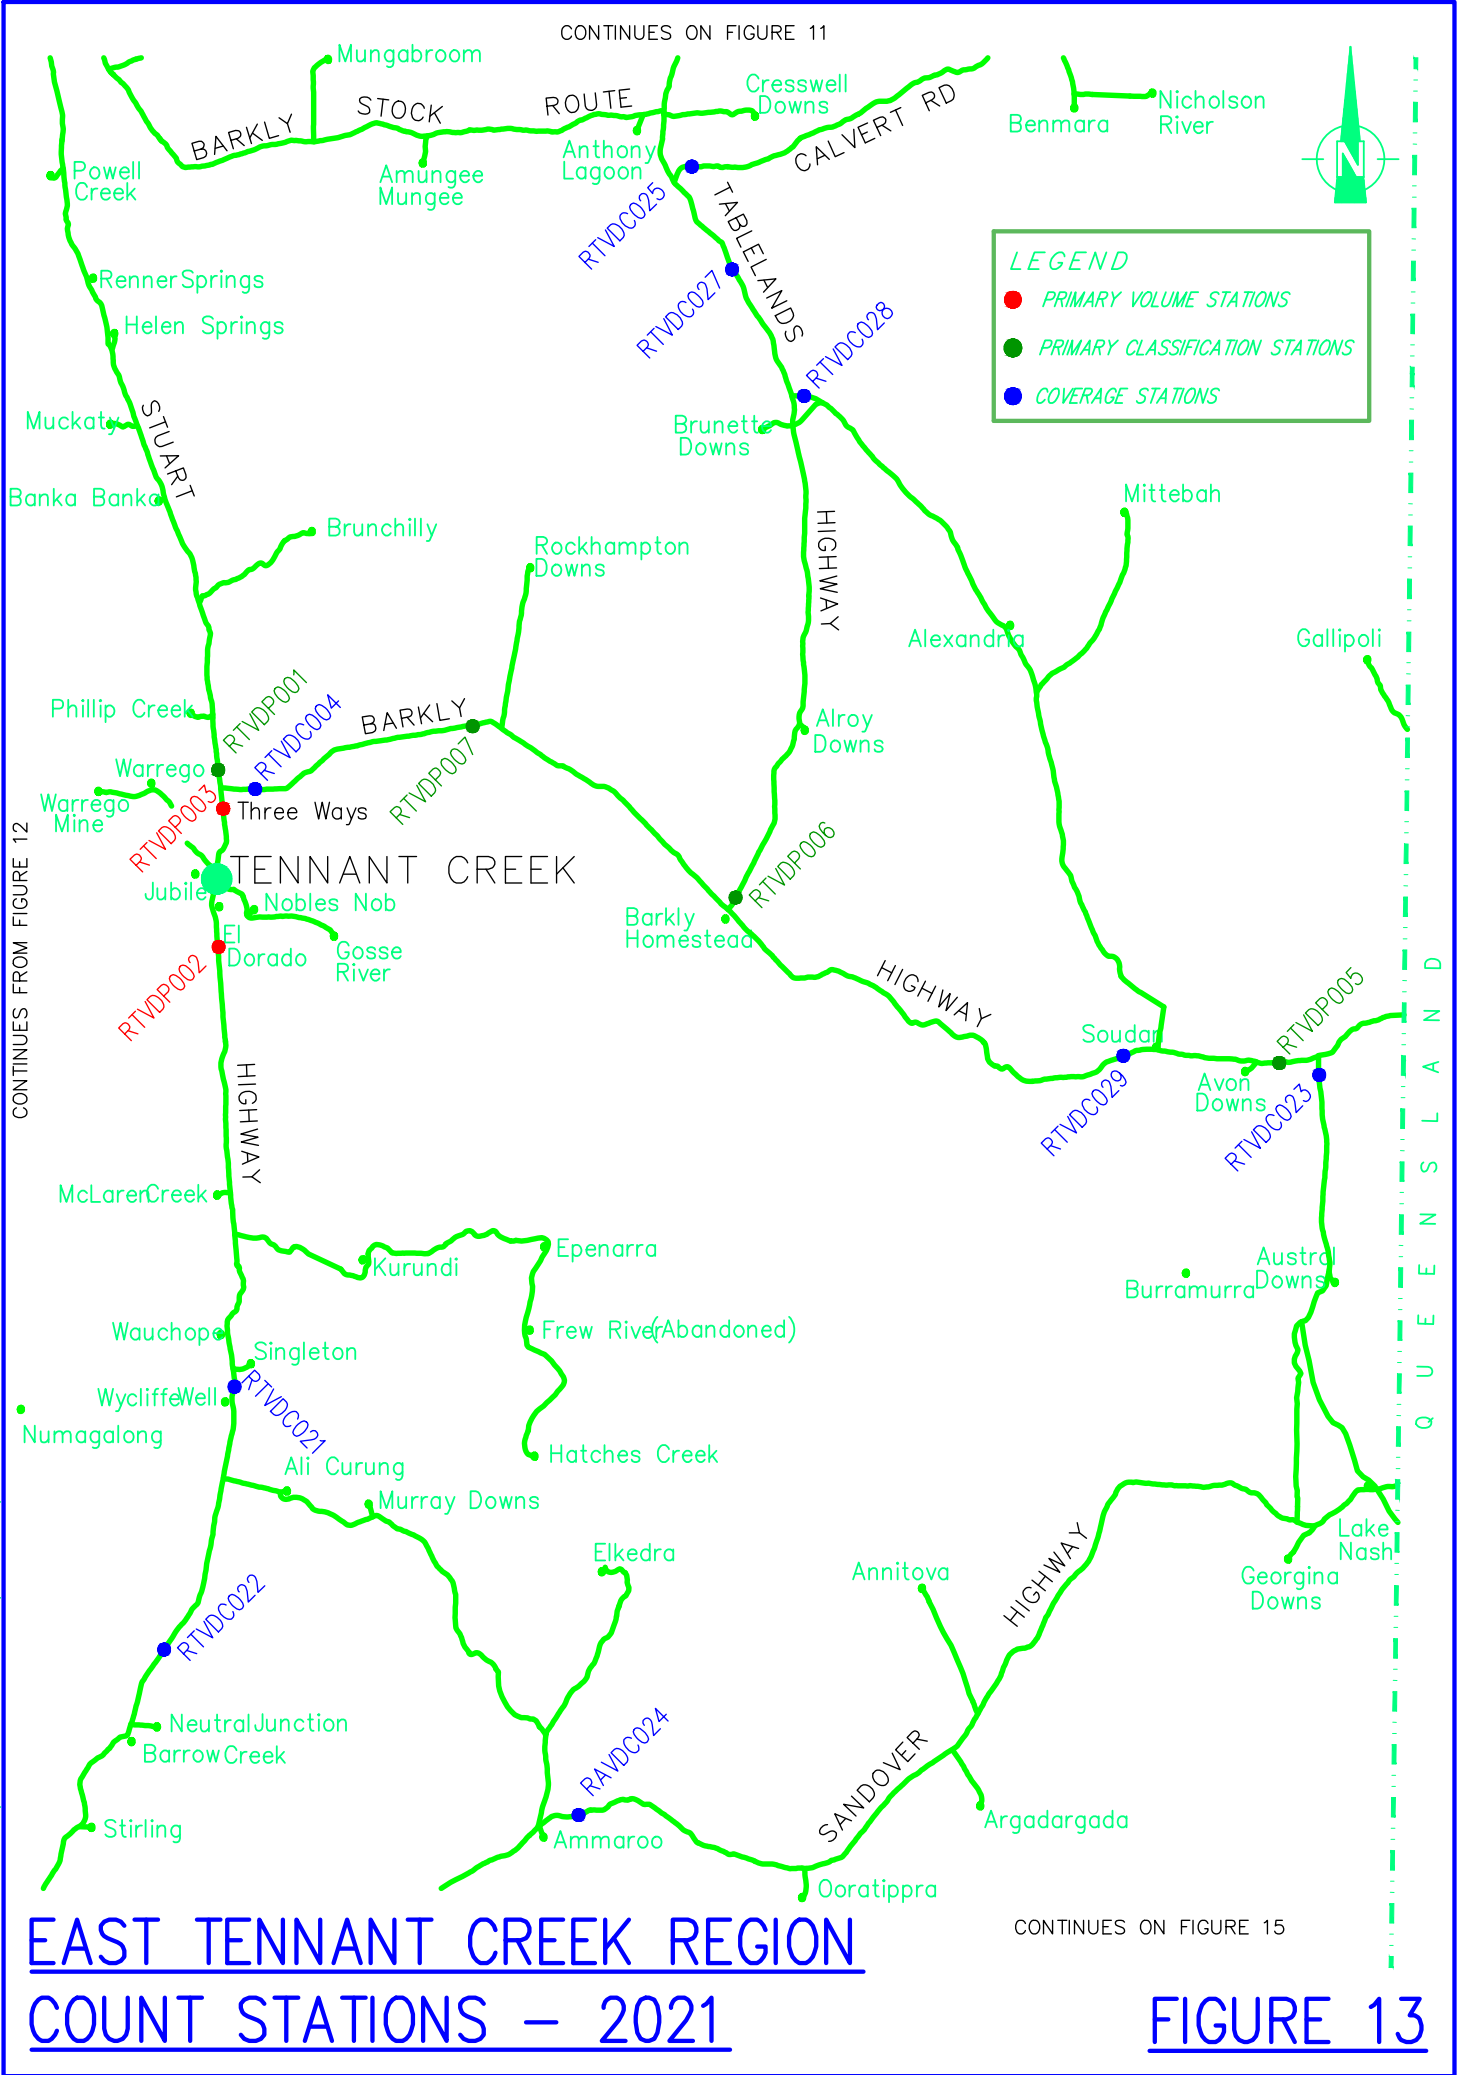 CONTINUES ON FIGURE 11
Mungabroom
Cresswell
Downs
STOCK
ROUTE
BARKLY
CALVERT RD
Nicholson
River
Benmara
Anthony
Lagoon
Amungee
Mungee
Powell
Creek
N
RTVDC025
TABLELANDS
LEGEND
PRIMARY VOLUME STATIONS
PRIMARY CLASSIFICATION STATIONS
COVERAGE STATIONS
Renner Springs
Helen Springs
RTVDC027
RTVDC028
STUART
Muckaty
Brunette
Downs
Banka Banka
Mittebah
Brunchilly
HIGHWAY
Rockhampton
Downs
Alexandria
Gallipoli
Phillip Creek
RTVDP001
RTVDC004
BARKLY
RTVDP007
Alroy
Downs
Warrego
Warrego
Mine
RTVDP003
Three Ways
TENNANT CREEK
RTVDP006
Jubile
Nobles Nob
El
Dorado
Gosse
River
Barkly
Homestead
RTVDP002
CONTINUES FROM FIGURE 12
HIGHWAY
RTVDP005
Soudan
RTVDC029
Avon
Downs
RTVDC023
QUEENSLAND
HIGHWAY
McLaren Creek
Epenarra
Kurundi
Austral
Downs
Burramurra
Wauchope
Frew River (Abandoned)
Singleton
Wycliffe Well
RTVDC021
Numagalong
Hatches Creek
Ali Curung
Murray Downs
Lake
Nash
Elkedra
Annitova
HIGHWAY
Georgina
Downs
RTVDC022
Neutral Junction
Barrow Creek
RAVDC024
SANDOVER
Stirling
Ammaroo
Argadargada
Ooratippra
CONTINUES ON FIGURE 15
EAST TENNANT CREEK REGION
COUNT STATIONS - 2021
FIGURE 13